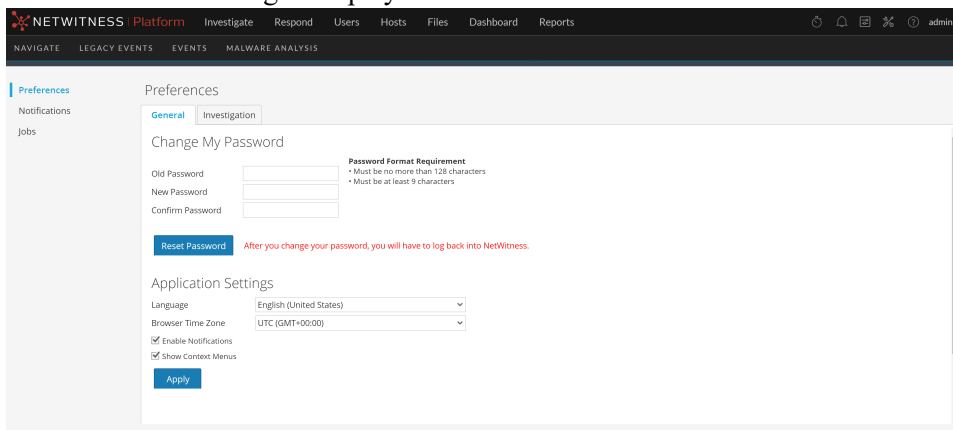 NETWITNESS Platform Investigate Respond Users Hosts Files Dashboard Reports admin
NAVIGATE LEGACY EVENTS EVENTS MALWARE ANALYSIS
Preferences
Notifications
Jobs
Preferences
General Investigation
Change My Password
Old Password
New Password
Confirm Password
Password Format Requirement
• Must be no more than 128 characters
• Must be at least 9 characters
Reset Password After you change your password, you will have to log back into NetWitness.
Application Settings
Language English (United States)
Browser Time Zone UTC (GMT+00:00)
Enable Notifications
Show Context Menus
Apply